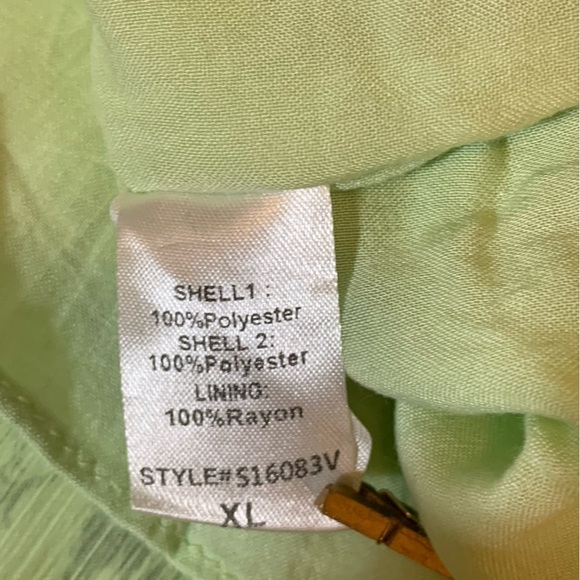 SHELL1 :
100%Polyester
SHELL 2:
100%Polyester
LINING:
100%Rayon
STYLE#S16083V
XL